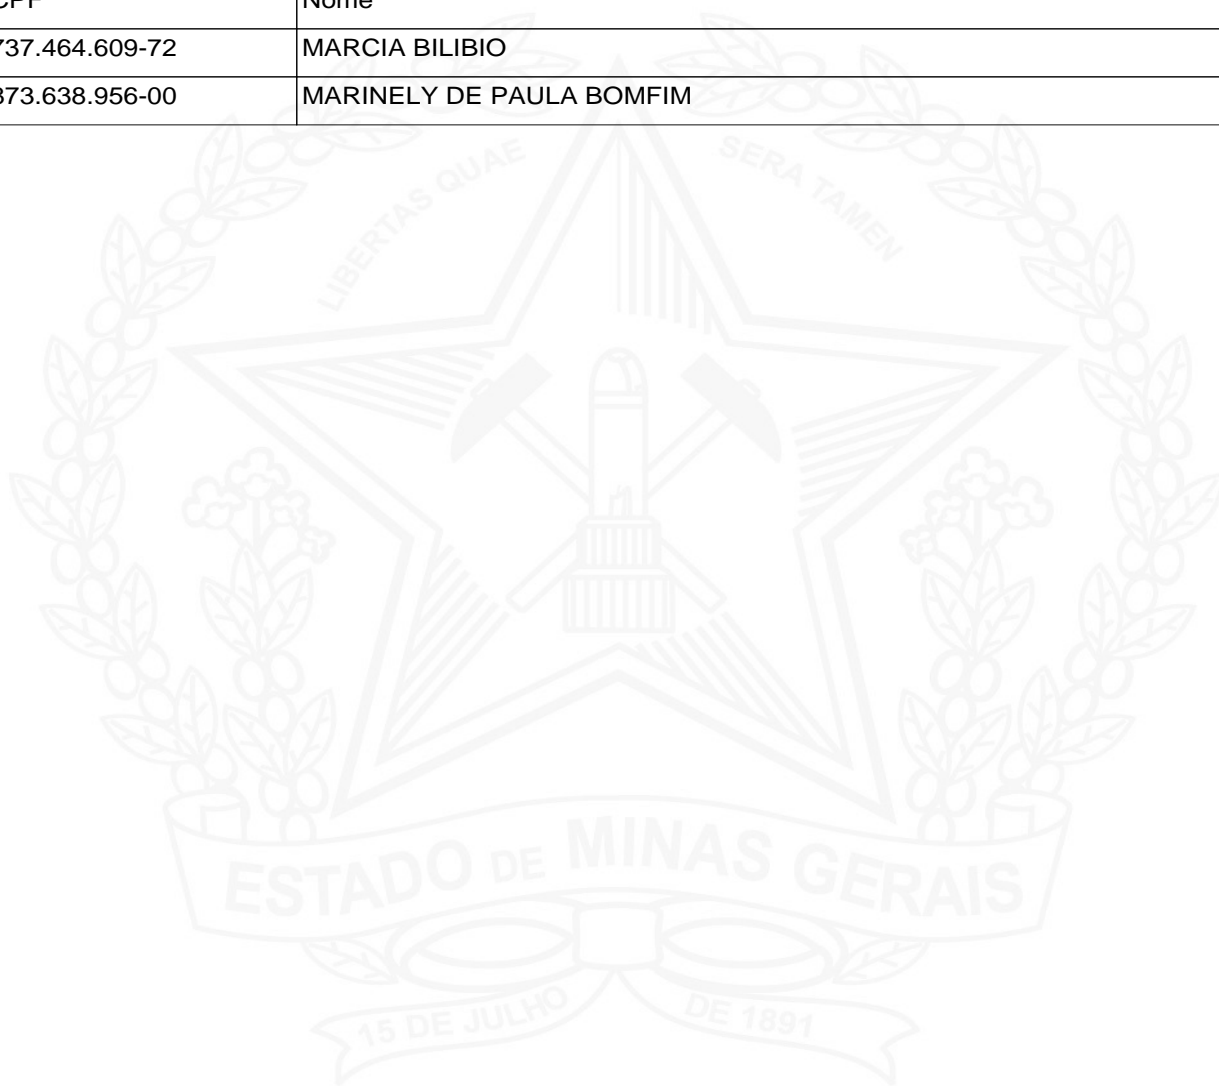 CPF Nome
737.464.609-72 MARCIA BILIBIO
873.638.956-00 MARINELY DE PAULA BOMFIM
LIBERTAS QUAE SERA TAMEN
ESTADO DE MINAS GERAIS
15 DE JULHO DE 1891